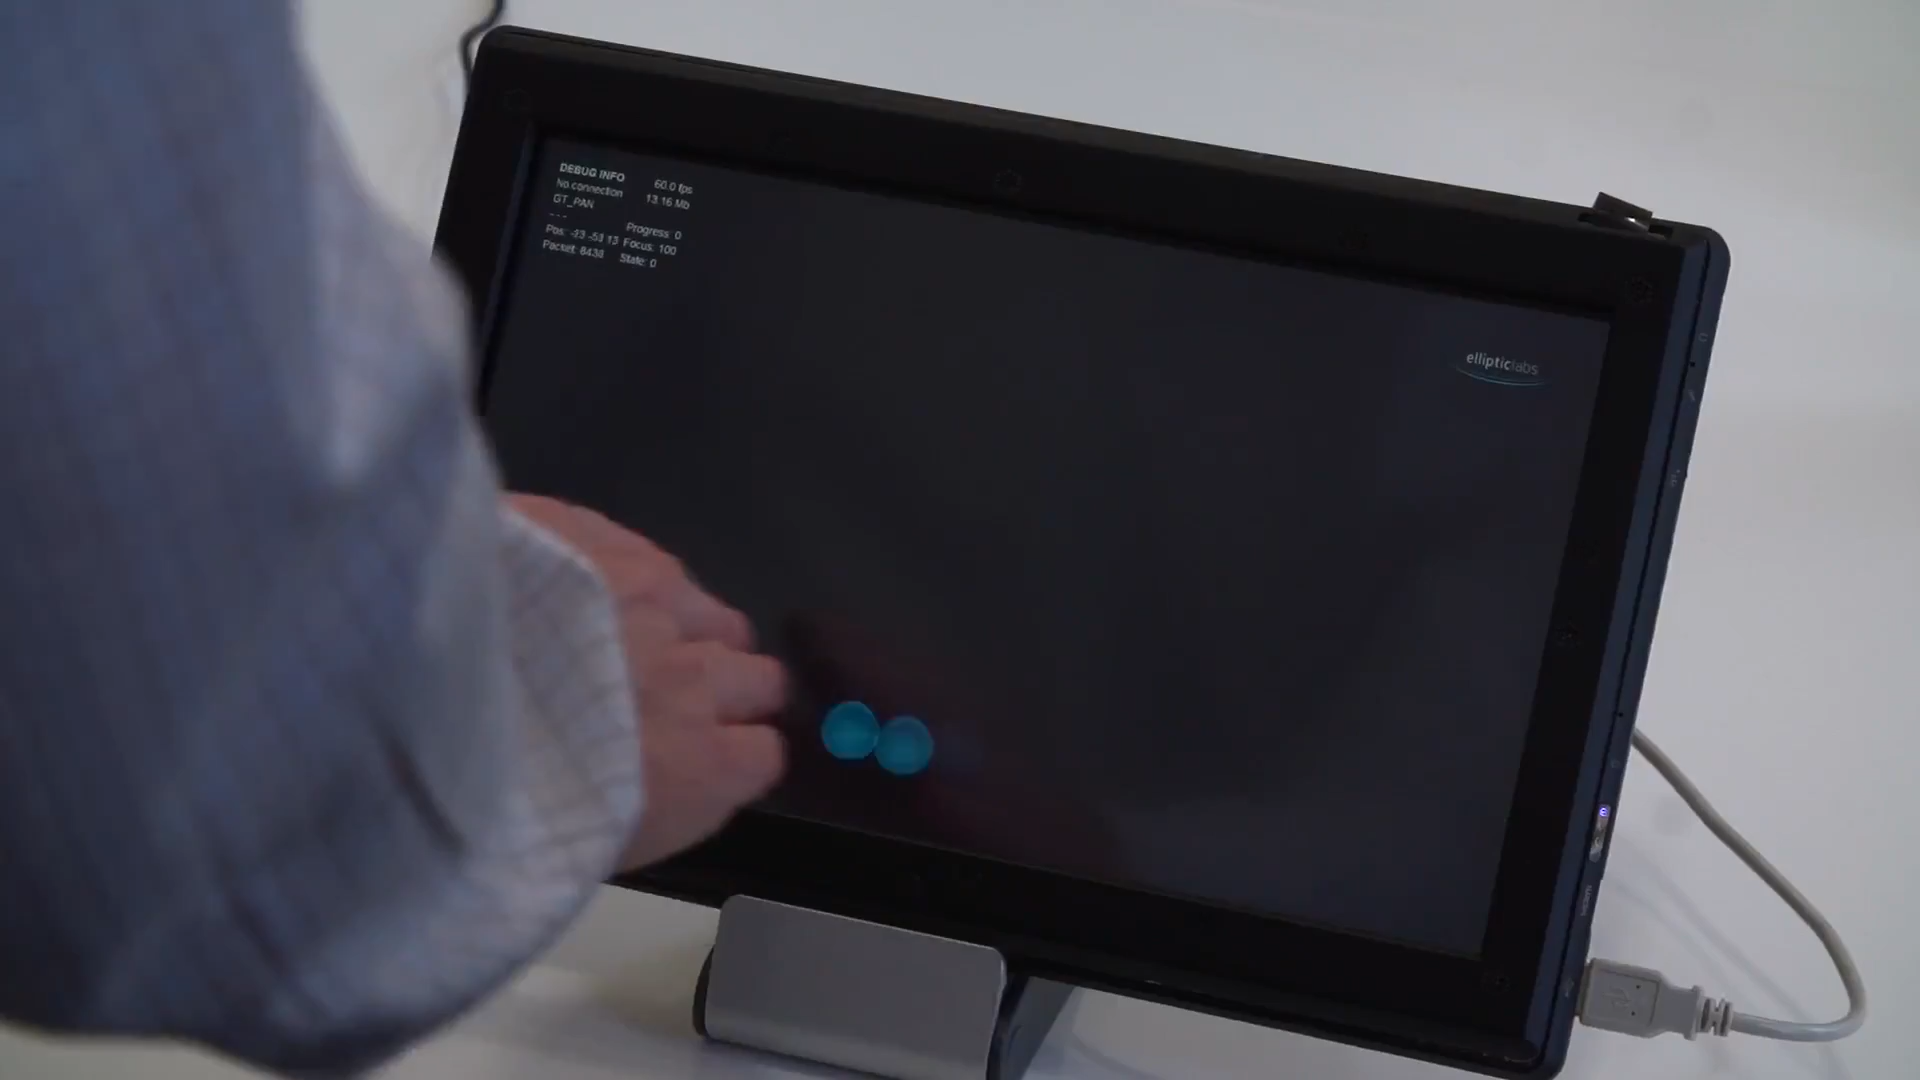 DEBUG INFO 60.0 fps
No connection 13.16 Mb
GT_PAN
--- Progress: 0
Pos: -23 -53 13 Focus: 100
Packet: 8438 State: 0
ellipticlabs